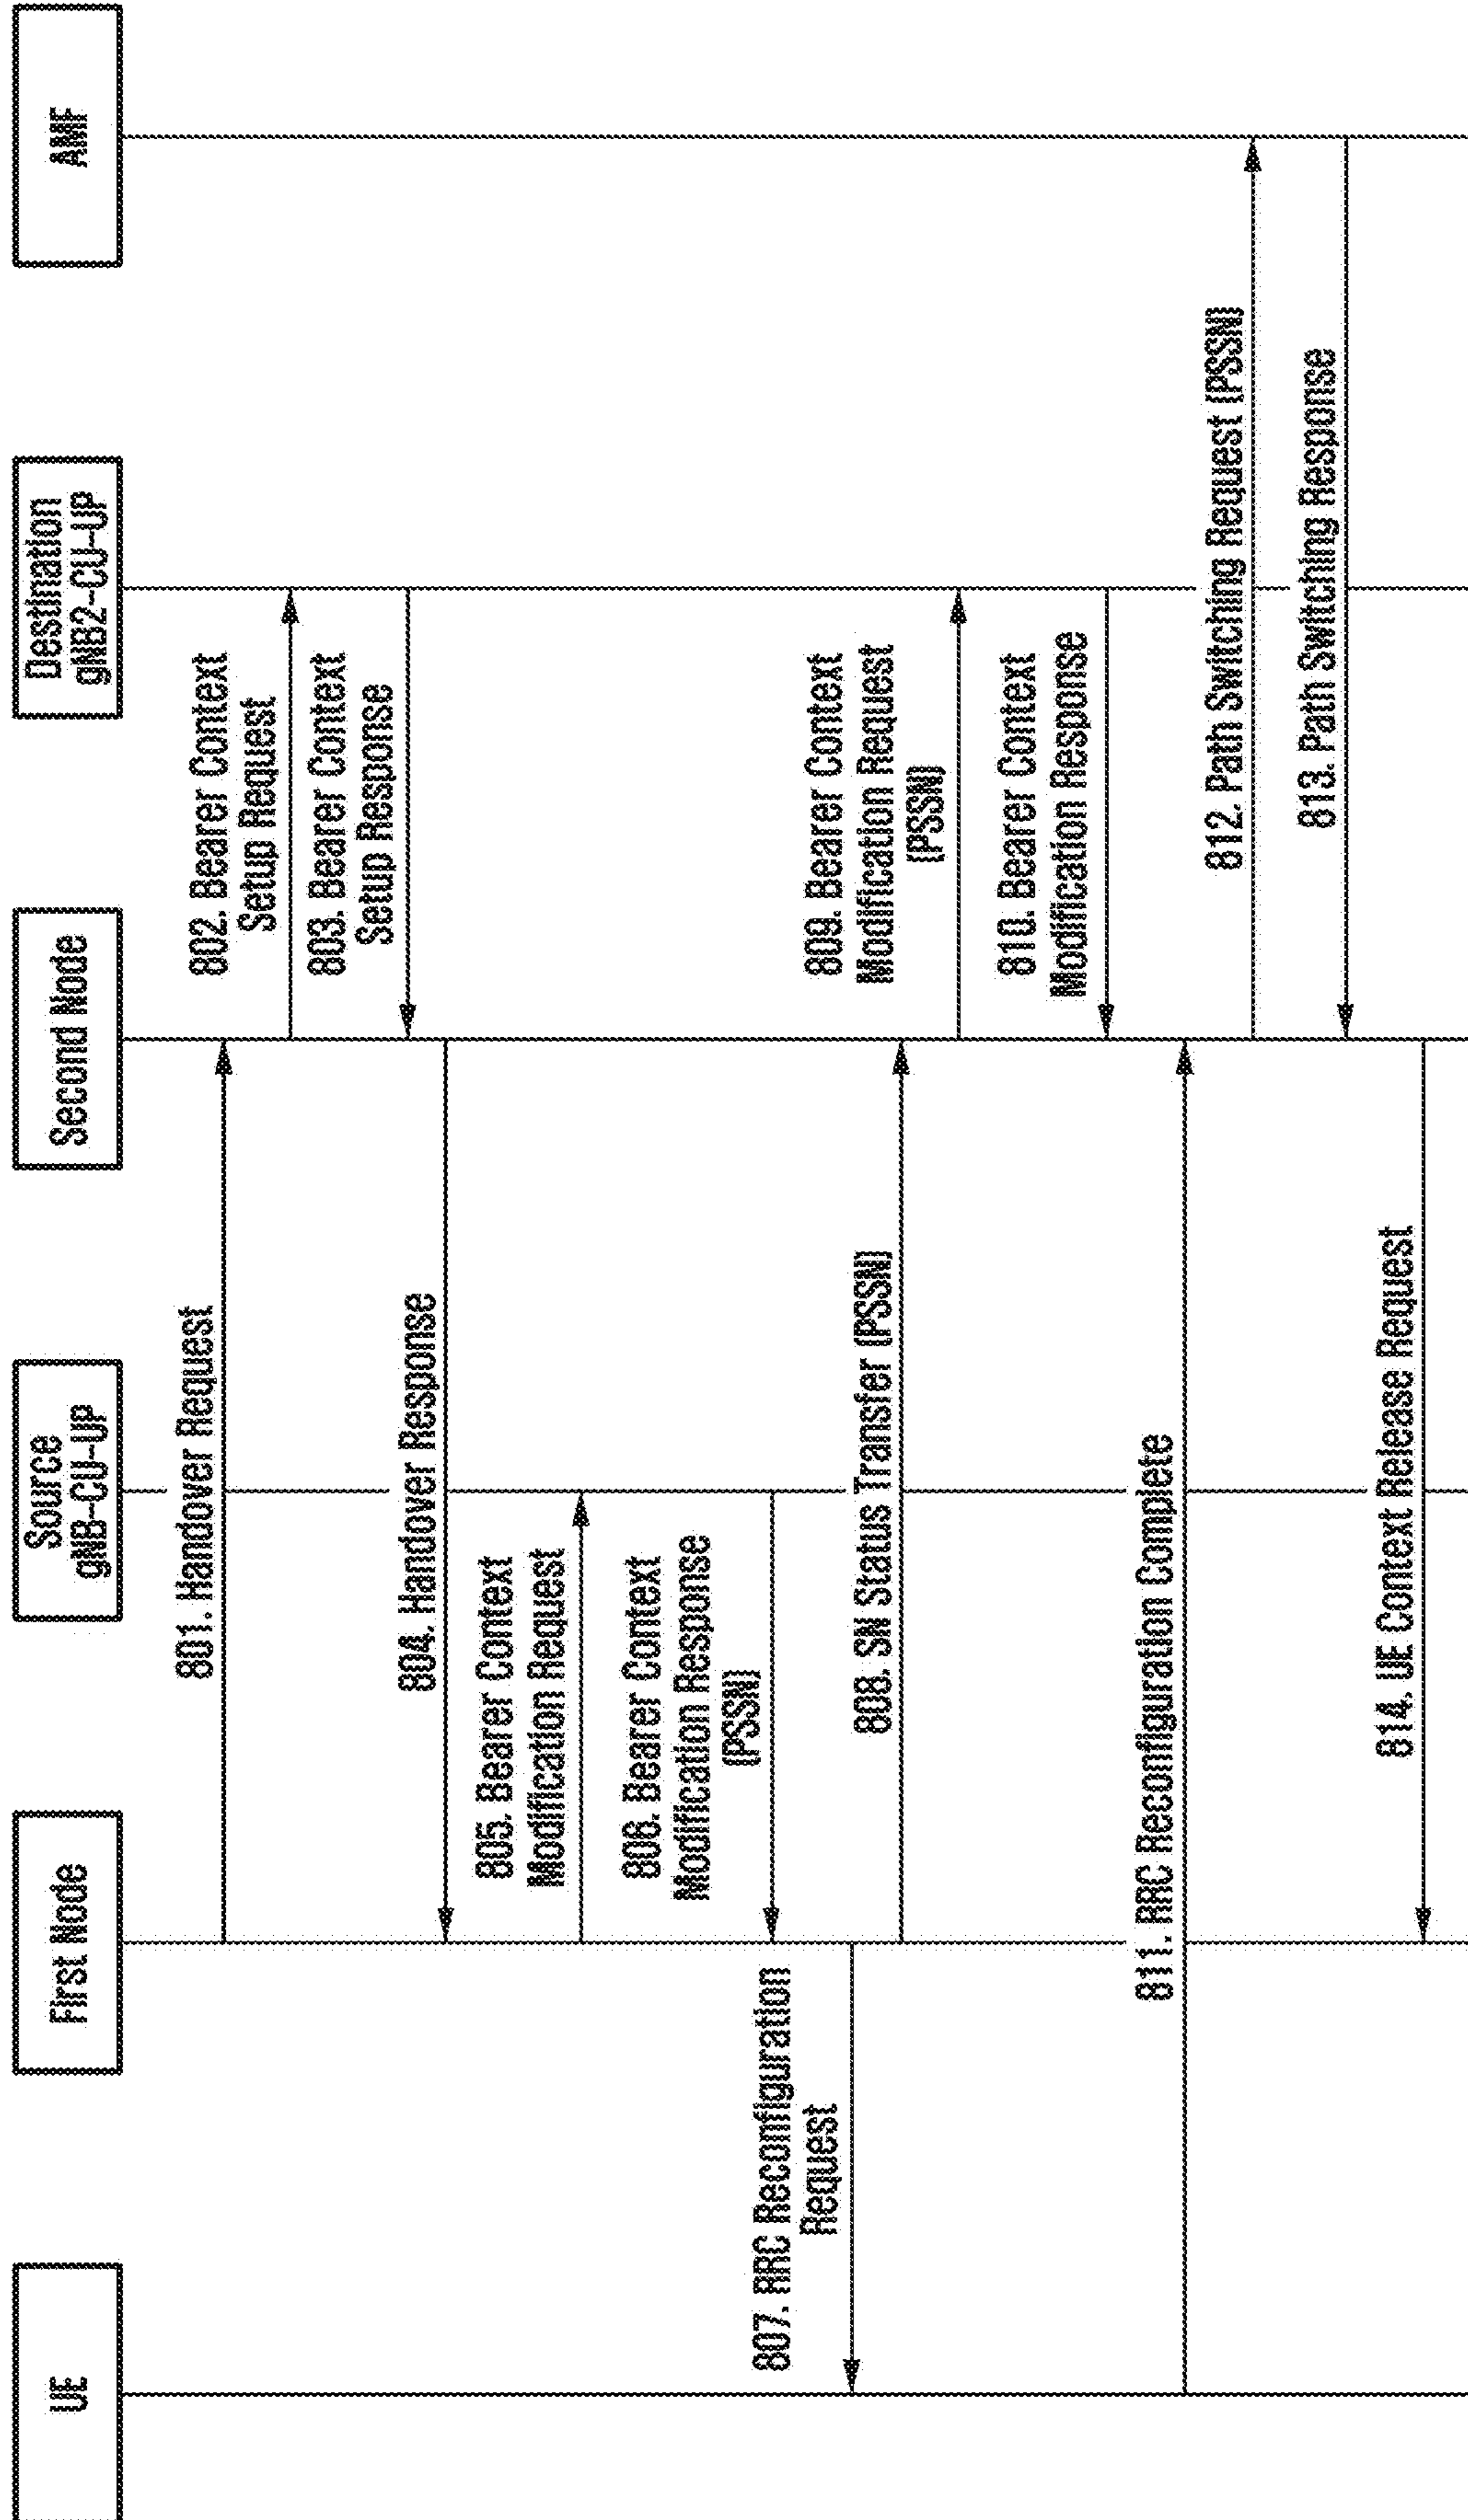 UE
First Node
Source
gNB-CU-UP
Second Node
Destination
gNB2-CU-UP
AMF
801. Handover Request
802. Bearer Context
Setup Request
803. Bearer Context
Setup Response
804. Handover Response
805. Bearer Context
Modification Request
806. Bearer Context
Modification Response
(PSSN)
807. RRC Reconfiguration
Request
808. SN Status Transfer (PSSN)
809. Bearer Context
Modification Request
(PSSN)
810. Bearer Context
Modification Response
811. RRC Reconfiguration Complete
812. Path Switching Request (PSSN)
813. Path Switching Response
814. UE Context Release Request